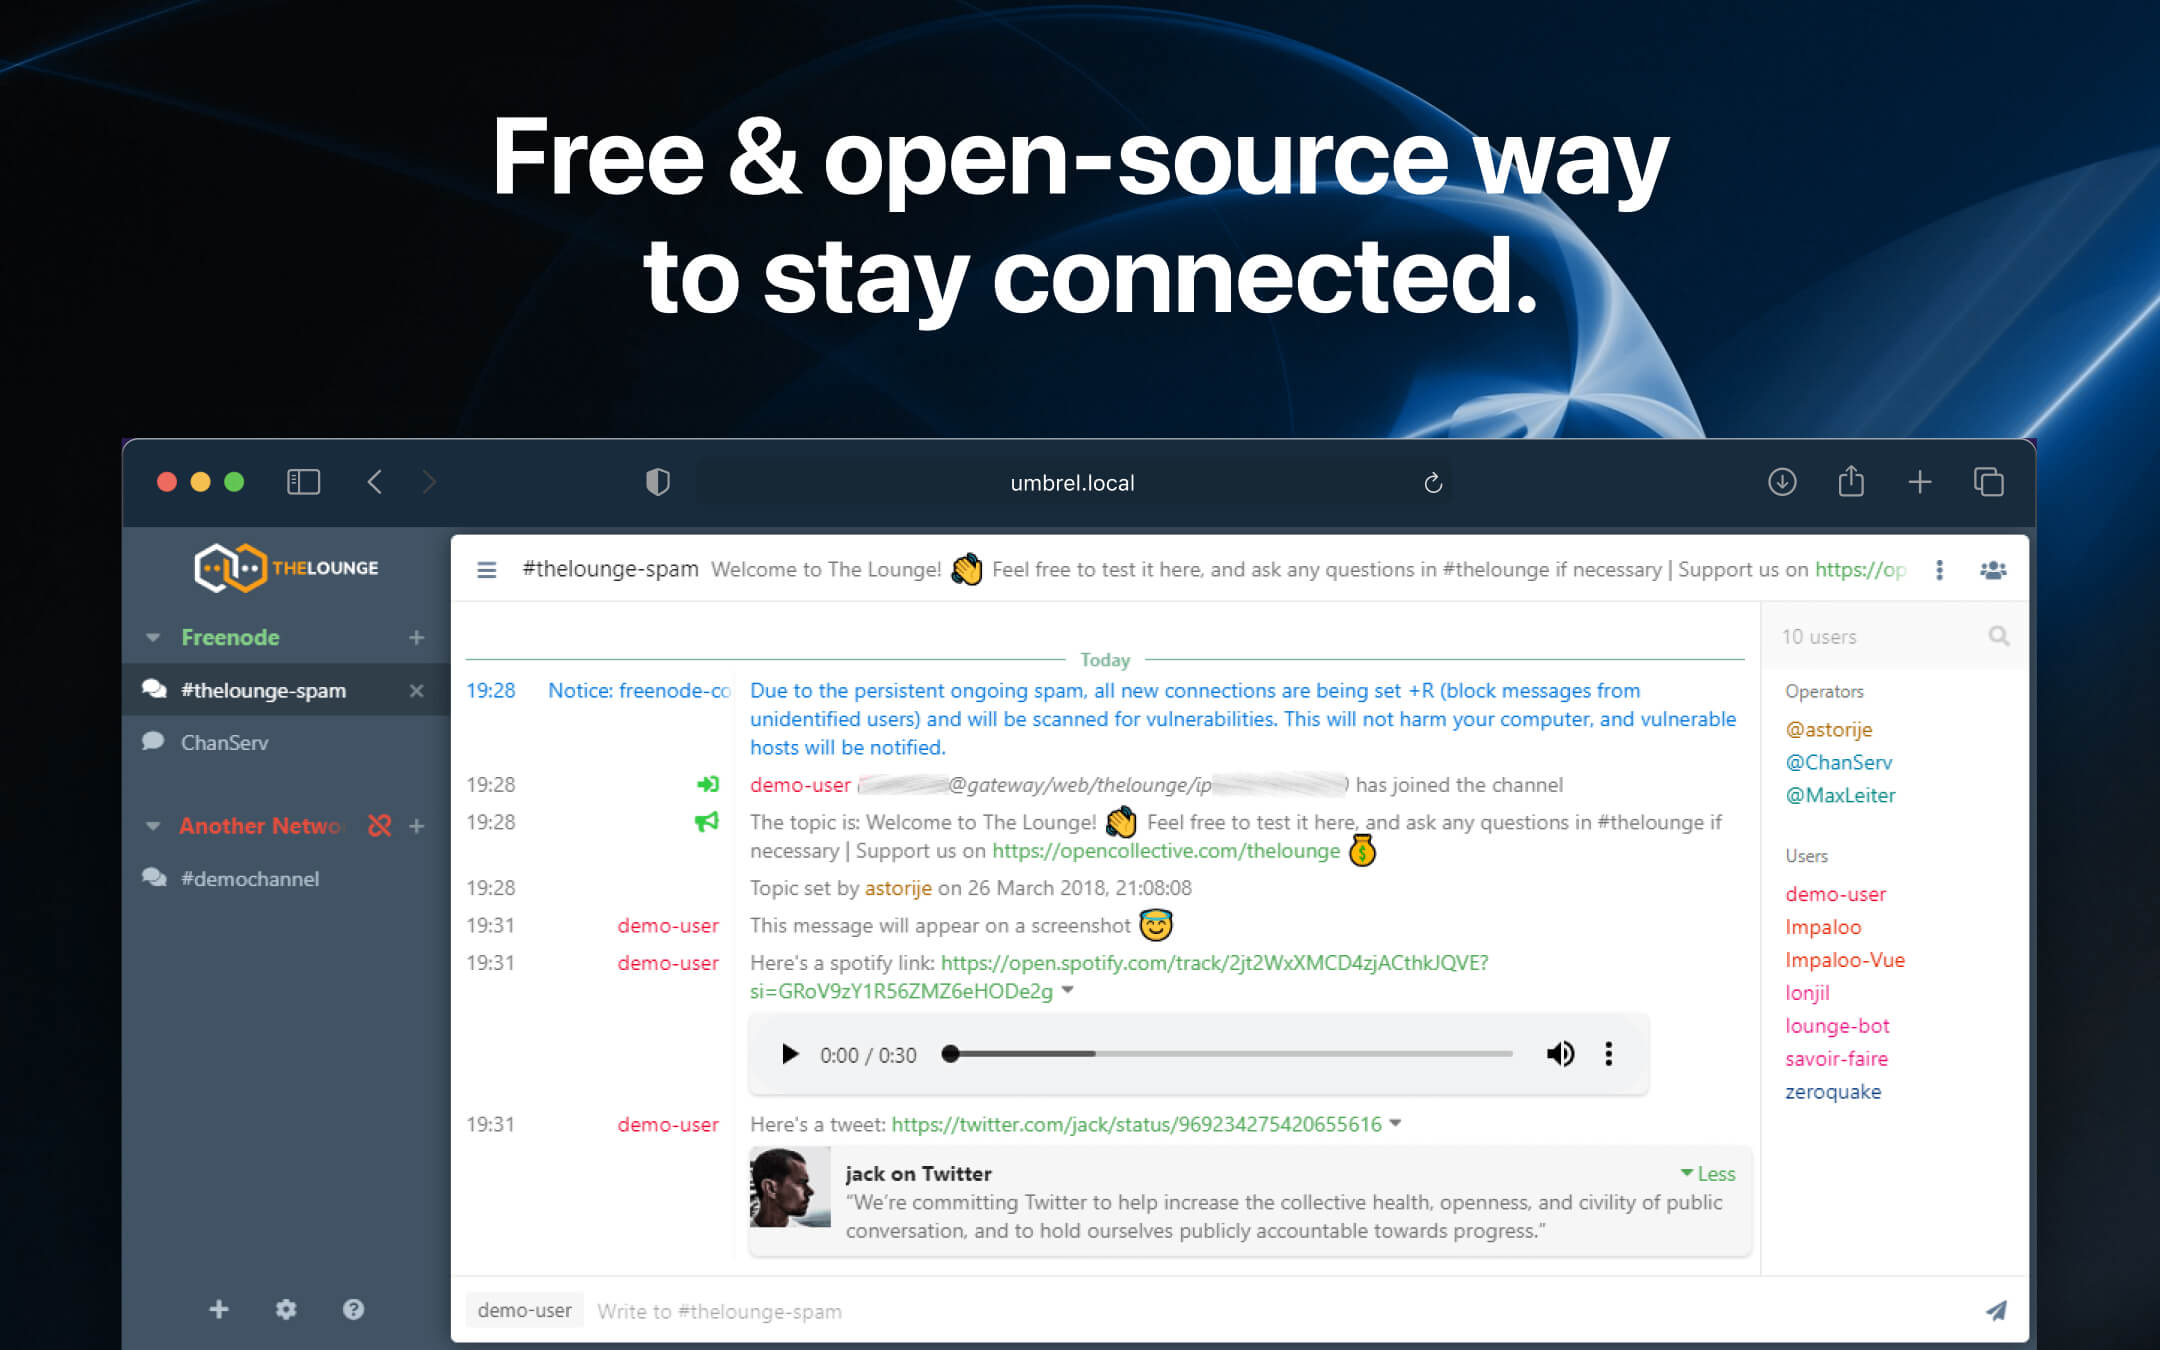 Free & open-source way
to stay connected.
umbrel.local
THELOUNGE
Freenode
#thelounge-spam
ChanServ
Another Netwo
#demochannel
#thelounge-spam Welcome to The Lounge! 👋 Feel free to test it here, and ask any questions in #thelounge if necessary | Support us on https://op
Today
19:28 Notice: freenode-co Due to the persistent ongoing spam, all new connections are being set +R (block messages from
unidentified users) and will be scanned for vulnerabilities. This will not harm your computer, and vulnerable
hosts will be notified.
19:28 demo-user ( @gateway/web/thelounge/ip ) has joined the channel
19:28 The topic is: Welcome to The Lounge! 👋 Feel free to test it here, and ask any questions in #thelounge if
necessary | Support us on https://opencollective.com/thelounge 💰
19:28 Topic set by astorije on 26 March 2018, 21:08:08
19:31 demo-user This message will appear on a screenshot 😇
19:31 demo-user Here's a spotify link: https://open.spotify.com/track/2jt2WxXMCD4zjACthkJQVE?
si=GRoV9zY1R56ZMZ6eHODe2g
0:00 / 0:30
19:31 demo-user Here's a tweet: https://twitter.com/jack/status/969234275420655616
jack on Twitter
Less
“We’re committing Twitter to help increase the collective health, openness, and civility of public
conversation, and to hold ourselves publicly accountable towards progress.”
demo-user Write to #thelounge-spam
10 users
Operators
@astorije
@ChanServ
@MaxLeiter
Users
demo-user
Impaloo
Impaloo-Vue
lonjil
lounge-bot
savoir-faire
zeroquake